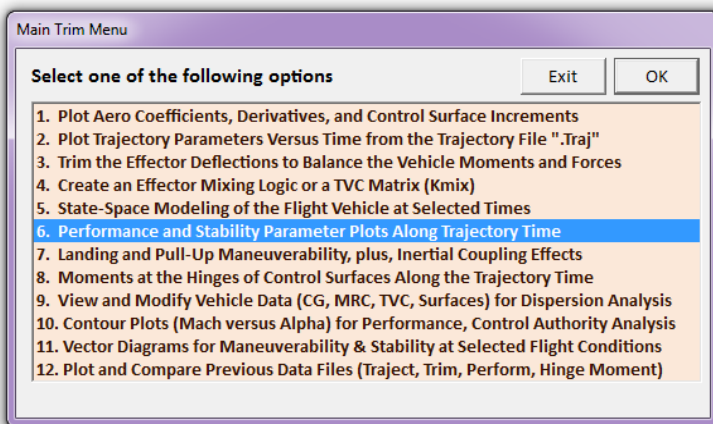 Main Trim Menu
Select one of the following options
Exit
OK
1. Plot Aero Coefficients, Derivatives, and Control Surface Increments
2. Plot Trajectory Parameters Versus Time from the Trajectory File ".Traj"
3. Trim the Effector Deflections to Balance the Vehicle Moments and Forces
4. Create an Effector Mixing Logic or a TVC Matrix (Kmix)
5. State-Space Modeling of the Flight Vehicle at Selected Times
6. Performance and Stability Parameter Plots Along Trajectory Time
7. Landing and Pull-Up Maneuverability, plus, Inertial Coupling Effects
8. Moments at the Hinges of Control Surfaces Along the Trajectory Time
9. View and Modify Vehicle Data (CG, MRC, TVC, Surfaces) for Dispersion Analysis
10. Contour Plots (Mach versus Alpha) for Performance, Control Authority Analysis
11. Vector Diagrams for Maneuverability & Stability at Selected Flight Conditions
12. Plot and Compare Previous Data Files (Traject, Trim, Perform, Hinge Moment)